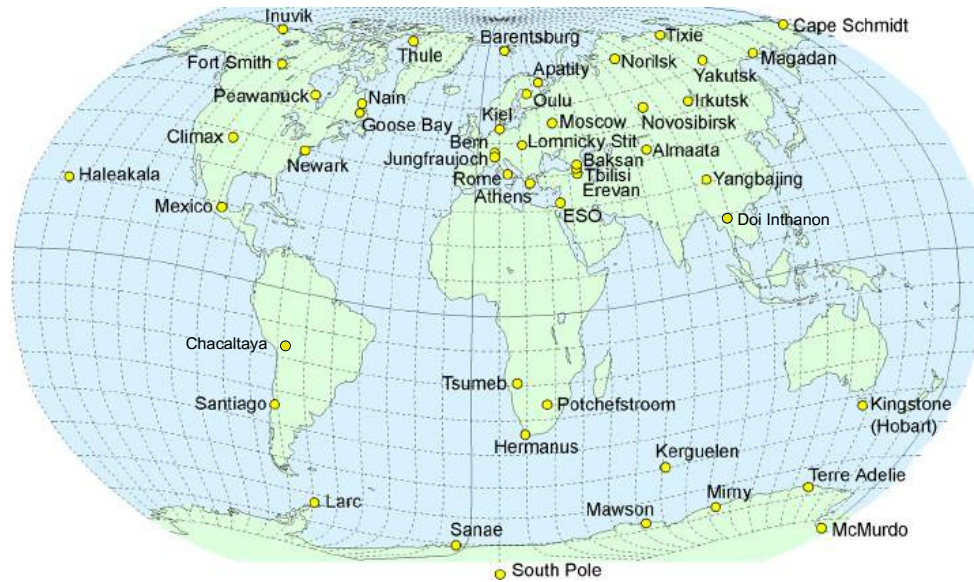 Inuvik
Cape Schmidt
Thule
Barentsburg
Tixie
Fort Smith
Norilsk
Magadan
Yakutsk
Apatity
Peawanuck
Nain
Oulu
Irkutsk
Goose Bay
Kiel
Moscow
Novosibirsk
Climax
Bern
Lomnicky Stit
Almaata
Newark
Jungfraujoch
Baksan
Haleakala
Rome
Tbilisi
Yangbajing
Athens
Erevan
Mexico
ESO
Doi Inthanon
Chacaltaya
Tsumeb
Santiago
Potchefstroom
Kingstone
(Hobart)
Hermanus
Kerguelen
Terre Adelie
Larc
Mirny
Mawson
Sanae
McMurdo
South Pole